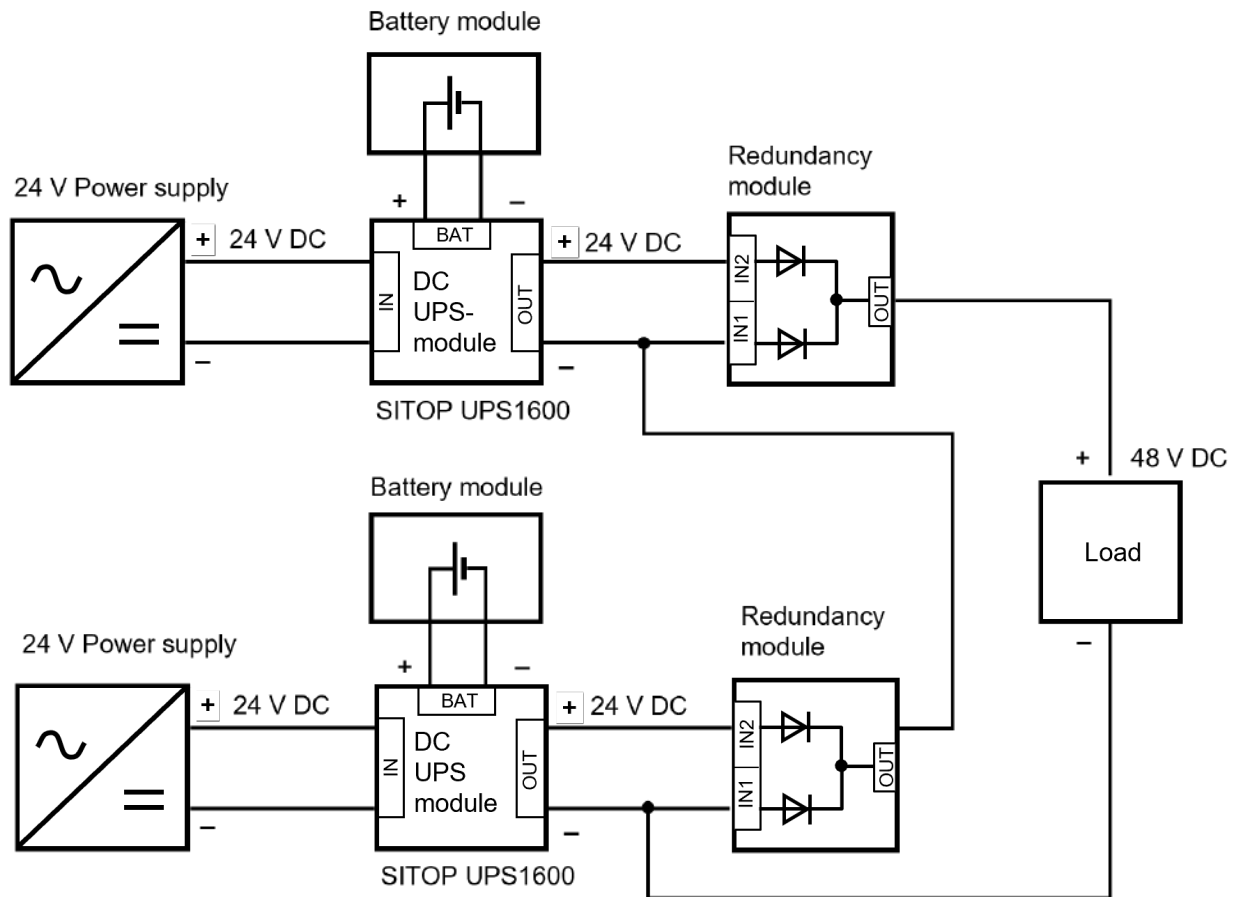 Battery module
24 V Power supply
+
24 V DC
–
+
–
BAT
IN
DC
UPS-
module
OUT
SITOP UPS1600
+
24 V DC
–
Redundancy
module
IN2
IN1
OUT
+
48 V DC
Load
–
Battery module
24 V Power supply
+
24 V DC
–
+
–
BAT
IN
DC
UPS
module
OUT
SITOP UPS1600
+
24 V DC
–
Redundancy
module
IN2
IN1
OUT